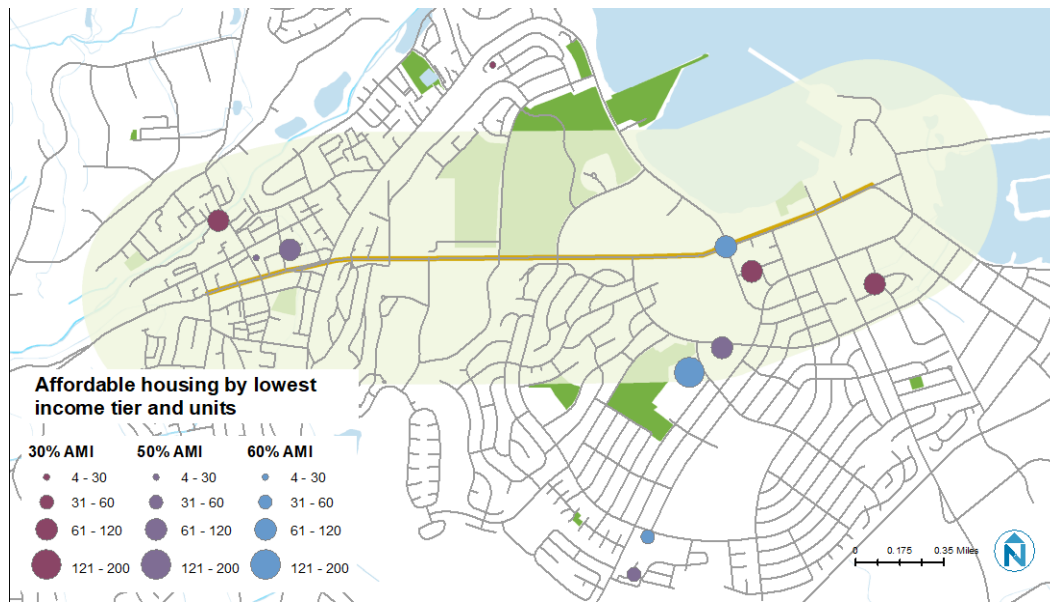 Affordable housing by lowest
income tier and units
30% AMI 50% AMI 60% AMI
4 - 30 4 - 30 4 - 30
31 - 60 31 - 60 31 - 60
61 - 120 61 - 120 61 - 120
121 - 200 121 - 200 121 - 200
0 0.175 0.35 Miles
N